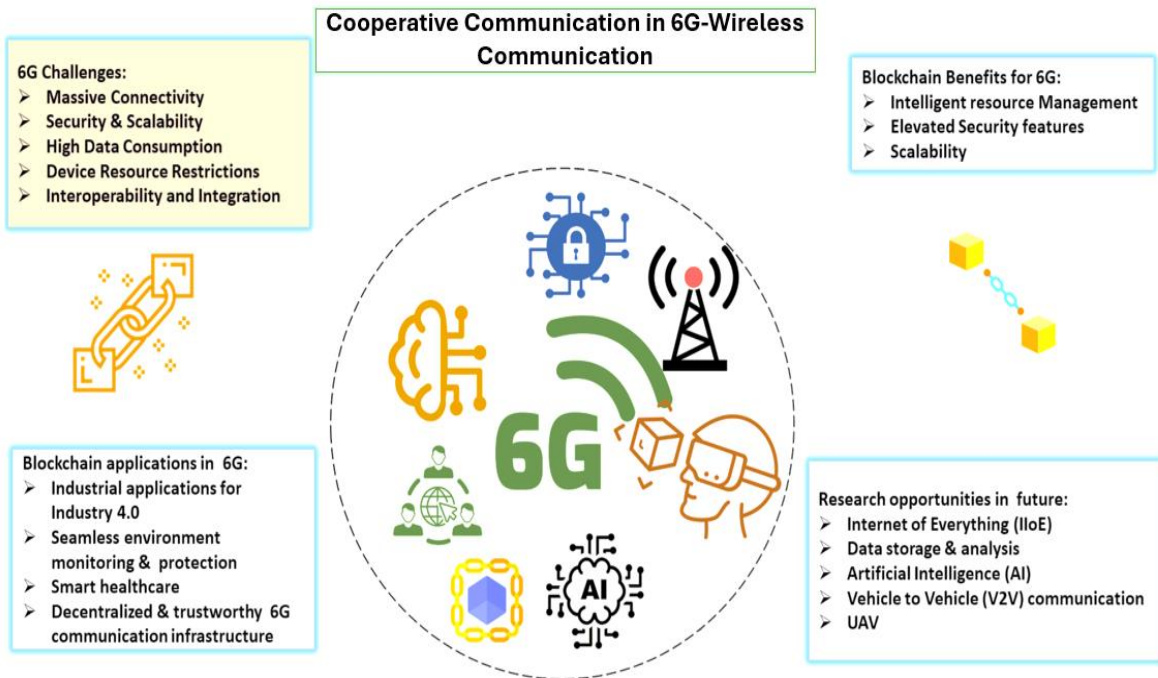 Cooperative Communication in 6G-Wireless
Communication
6G Challenges:
➢ Massive Connectivity
➢ Security & Scalability
➢ High Data Consumption
➢ Device Resource Restrictions
➢ Interoperability and Integration
Blockchain Benefits for 6G:
➢ Intelligent resource Management
➢ Elevated Security features
➢ Scalability
6G
AI
Blockchain applications in 6G:
➢ Industrial applications for
Industry 4.0
➢ Seamless environment
monitoring & protection
➢ Smart healthcare
➢ Decentralized & trustworthy 6G
communication infrastructure
Research opportunities in future:
➢ Internet of Everything (IIoE)
➢ Data storage & analysis
➢ Artificial Intelligence (AI)
➢ Vehicle to Vehicle (V2V) communication
➢ UAV